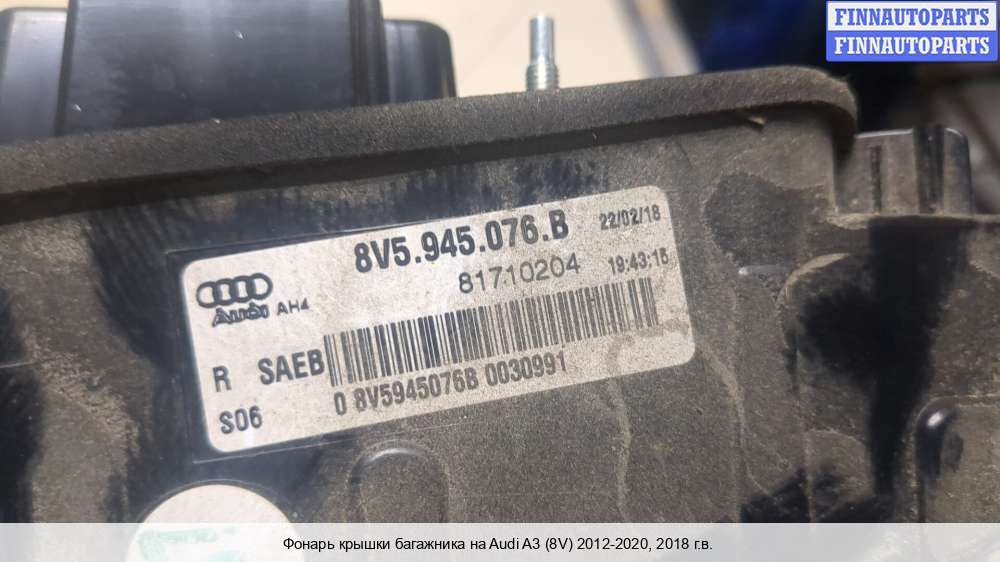 FINNAUTOPARTS
FINNAUTOPARTS
8V5.945.076.B 22/02/18
81710204 19:43:15
Audi AH4
R SAEB
0 8V5945076B 0030991
S06
Фонарь крышки багажника на Audi A3 (8V) 2012-2020, 2018 г.в.